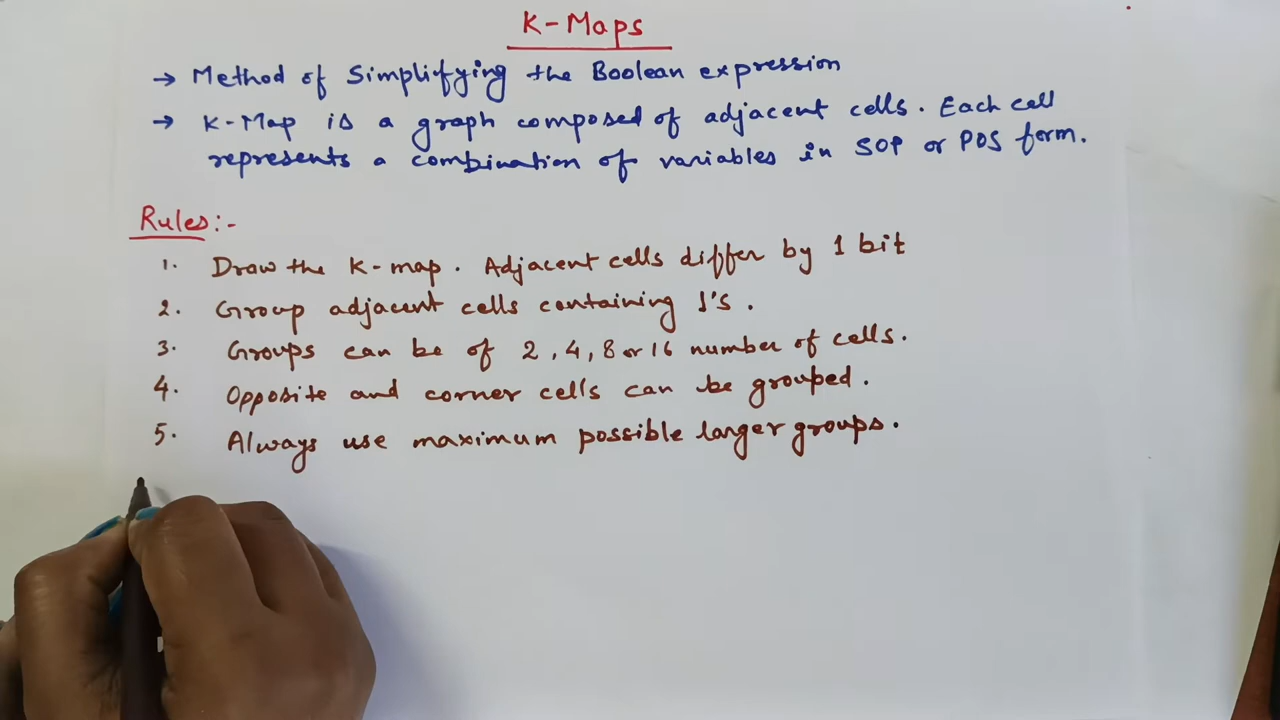 K-Maps
→ Method of Simplifying the Boolean expression
→ K-Map is a graph composed of adjacent cells. Each cell
represents a combination of variables in SOP or POS form.
Rules:-
1. Draw the K-map. Adjacent cells differ by 1 bit
2. Group adjacent cells containing 1's.
3. Groups can be of 2, 4, 8 or 16 number of cells.
4. Opposite and corner cells can be grouped.
5. Always use maximum possible larger groups.